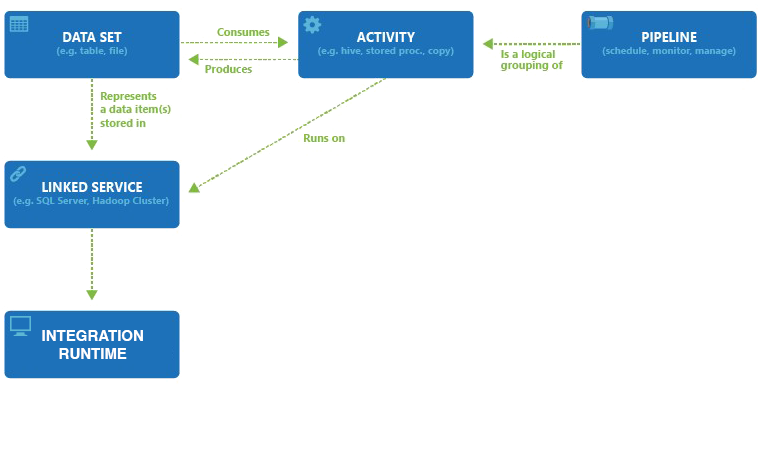 DATA SET
(e.g. table, file)
Consumes
Produces
ACTIVITY
(e.g. hive, stored proc., copy)
Is a logical
grouping of
PIPELINE
(schedule, monitor, manage)
Represents
a data item(s)
stored in
Runs on
LINKED SERVICE
(e.g. SQL Server, Hadoop Cluster)
INTEGRATION
RUNTIME